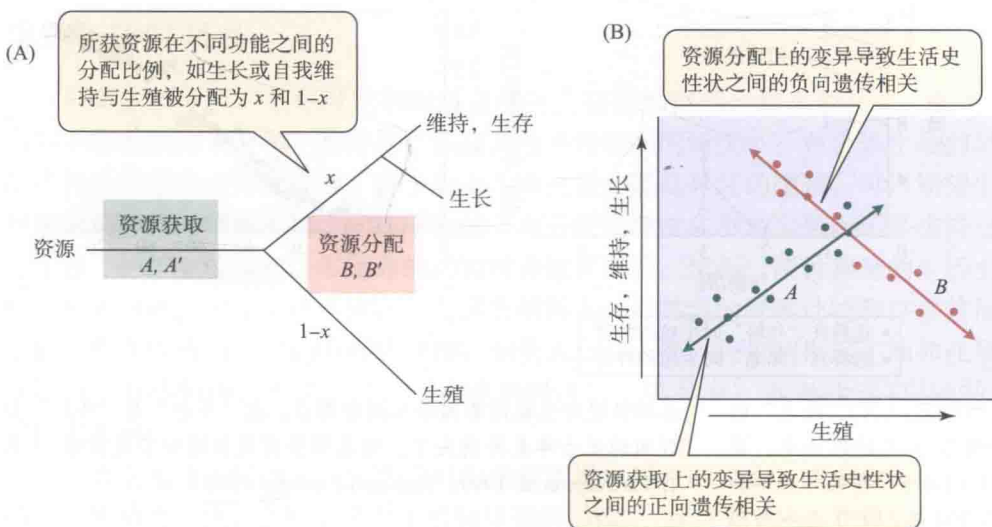 (A)
所获资源在不同功能之间的
分配比例，如生长或自我维
持与生殖被分配为 x 和 1–x
维持，生存
x
生长
资源
资源获取
A, A′
资源分配
B, B′
1–x
生殖
(B)
资源分配上的变异导致生活史
性状之间的负向遗传相关
生存，维持，生长
A
B
生殖
资源获取上的变异导致生活史性状
之间的正向遗传相关